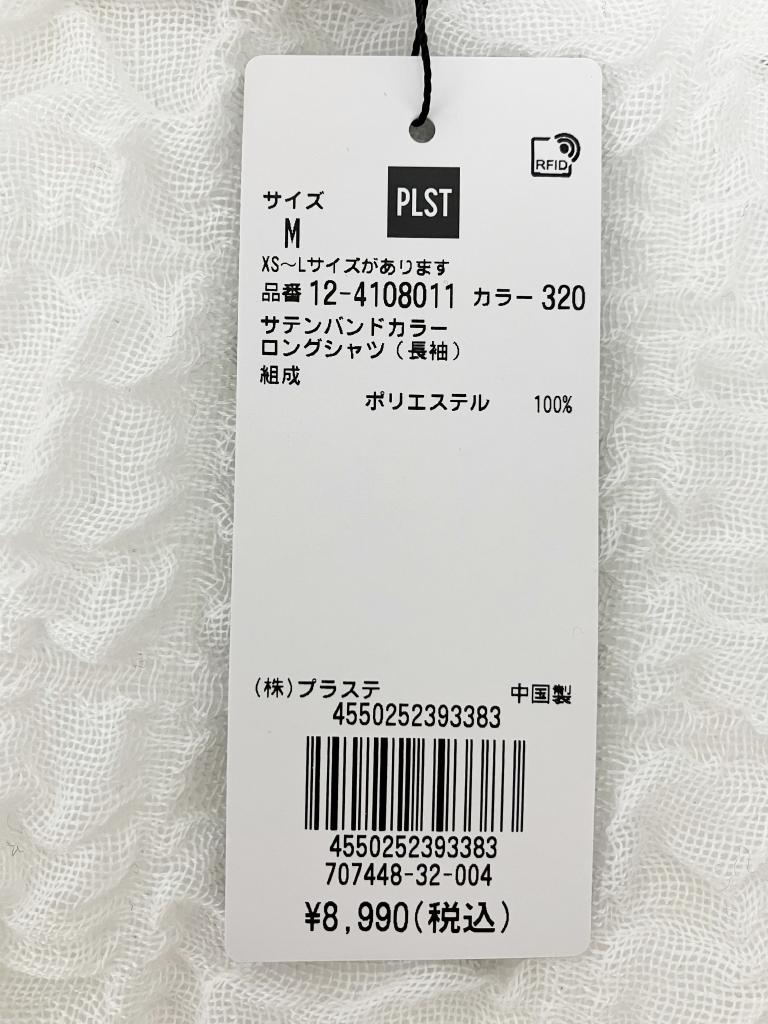 RFID
PLST
サイズ
M
XS～Lサイズがあります
品番 12-4108011 カラー 320
サテンバンドカラー
ロングシャツ（長袖）
組成
ポリエステル 100%
(株)プラステ 中国製
4550252393383
4550252393383
707448-32-004
¥8,990(税込)